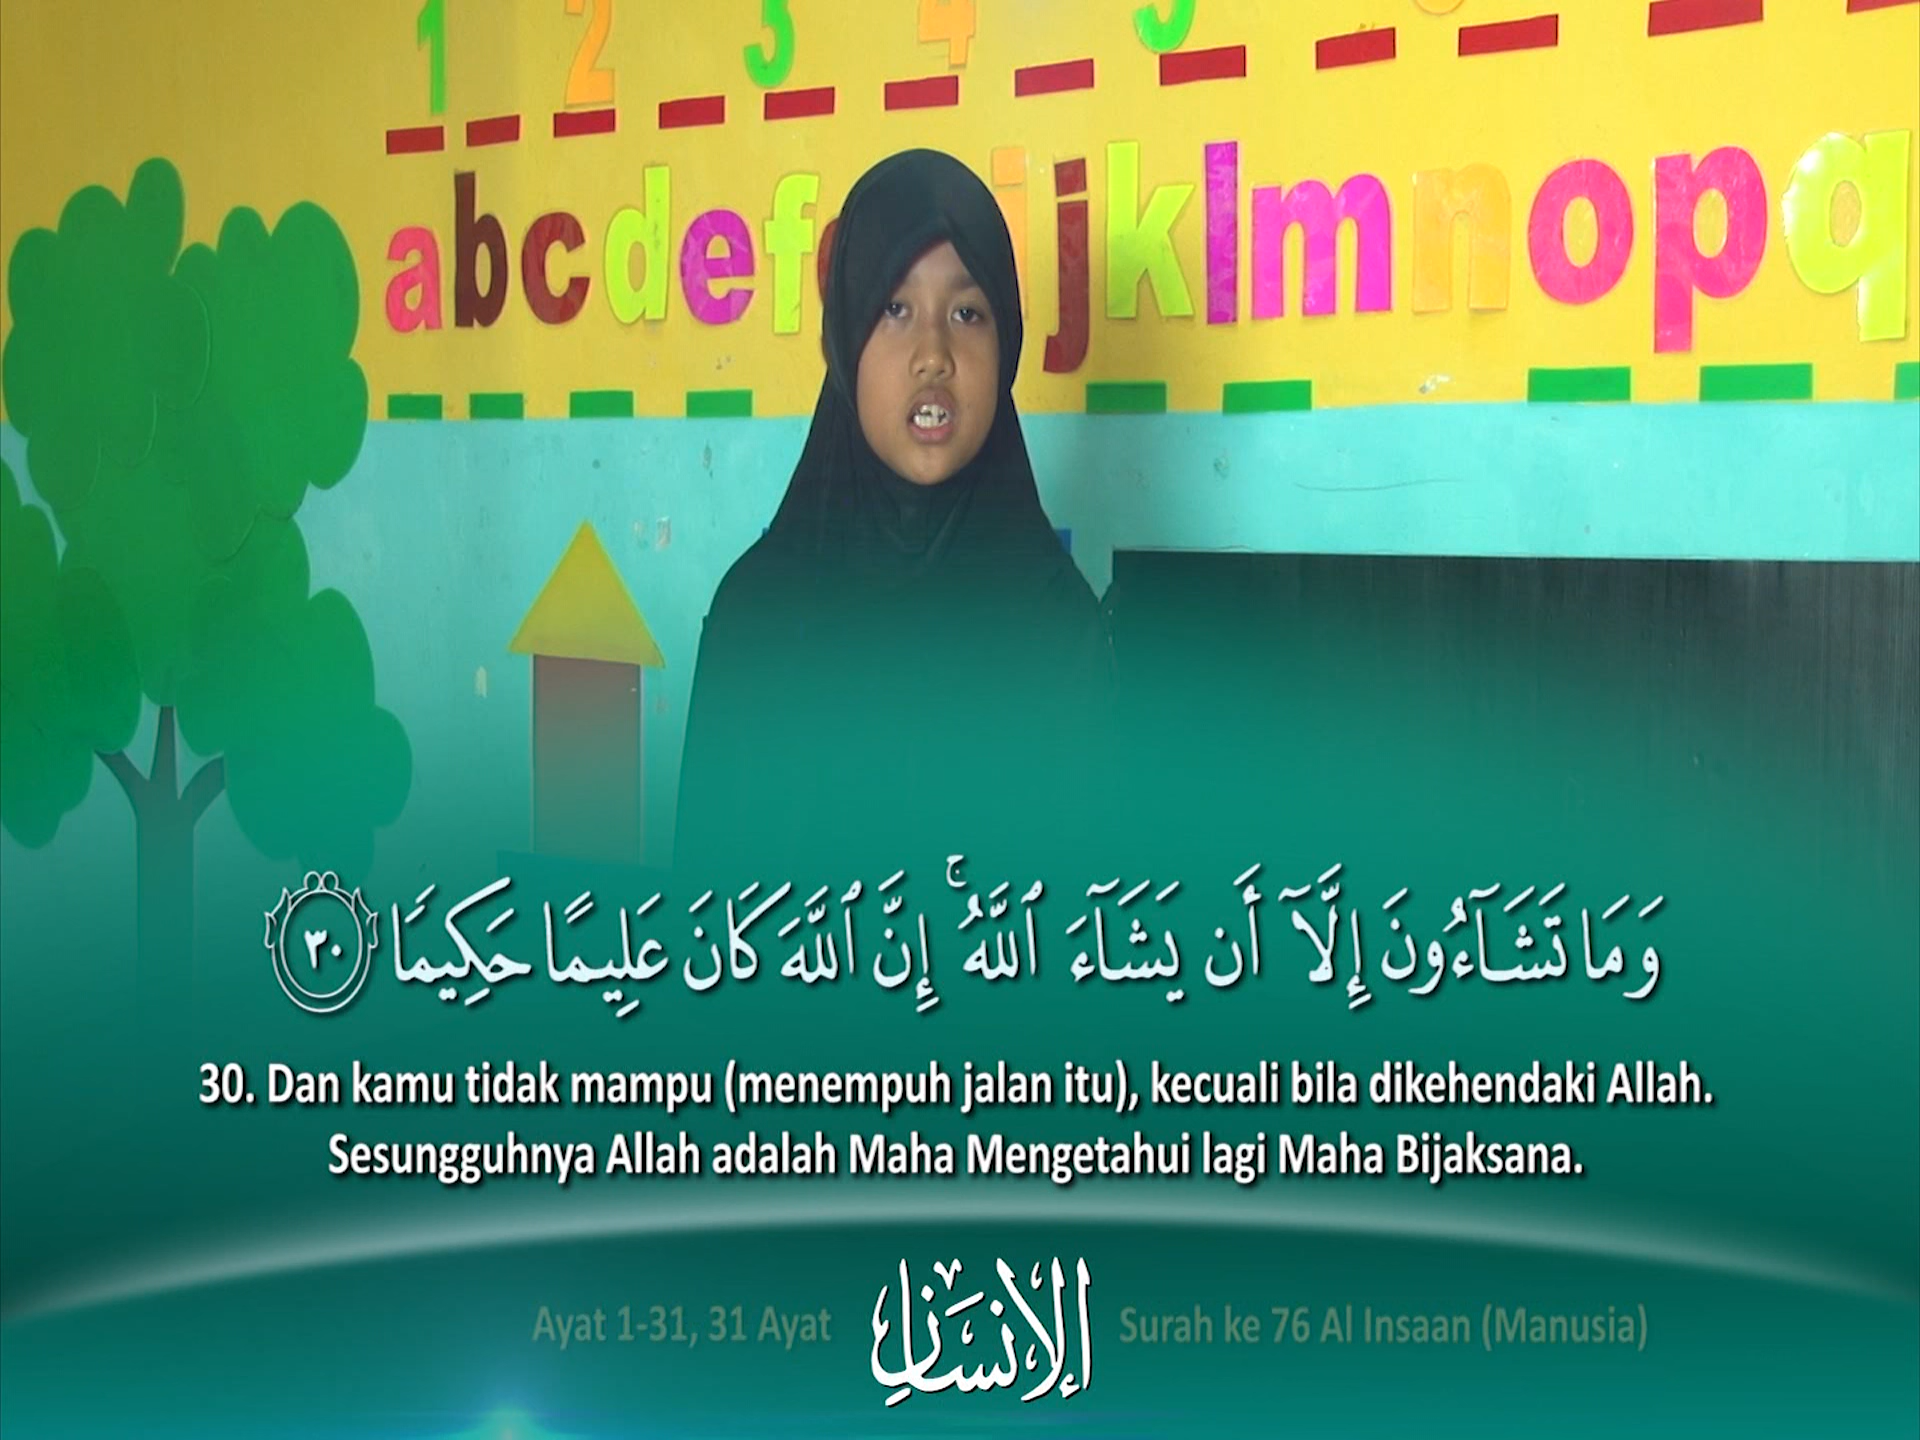 1 2 3 4 5
abcdef ijklmnopq
وَمَا تَشَآءُونَ إِلَّآ أَن يَشَآءَ ٱللَّهُ ۚ إِنَّ ٱللَّهَ كَانَ عَلِيمًا حَكِيمًا ٣٠
30. Dan kamu tidak mampu (menempuh jalan itu), kecuali bila dikehendaki Allah.
Sesungguhnya Allah adalah Maha Mengetahui lagi Maha Bijaksana.
Ayat 1-31, 31 Ayat الإنسان Surah ke 76 Al Insaan (Manusia)